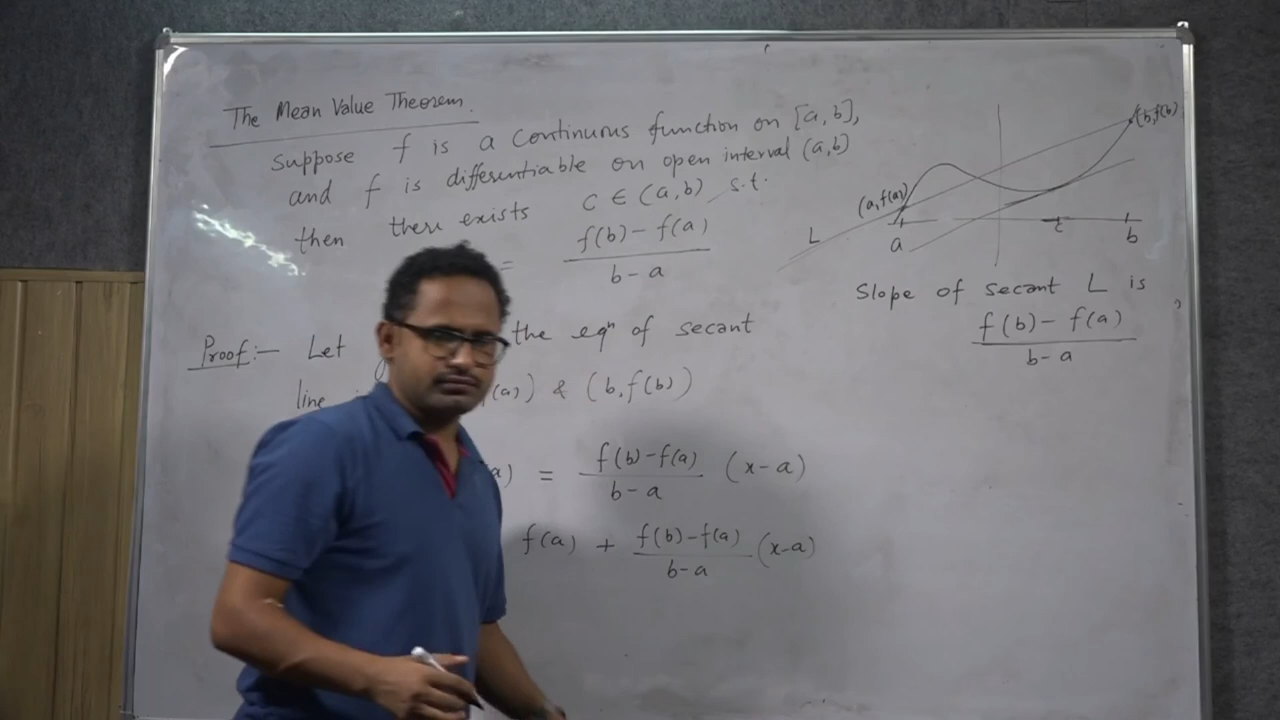 The Mean Value Theorem.
suppose f is a continuous function on [a,b],
and f is differentiable on open interval (a,b)
then there exists c ∈ (a,b) s.t.
= f(b) - f(a) / b - a
Proof:- Let the eqⁿ of secant
line (a)) & (b, f(b))
a) = f(b) - f(a) / b - a (x - a)
f(a) + f(b) - f(a) / b - a (x - a)
(b, f(b))
(a, f(a))
L
a
c
b
Slope of secant L is
f(b) - f(a) / b - a